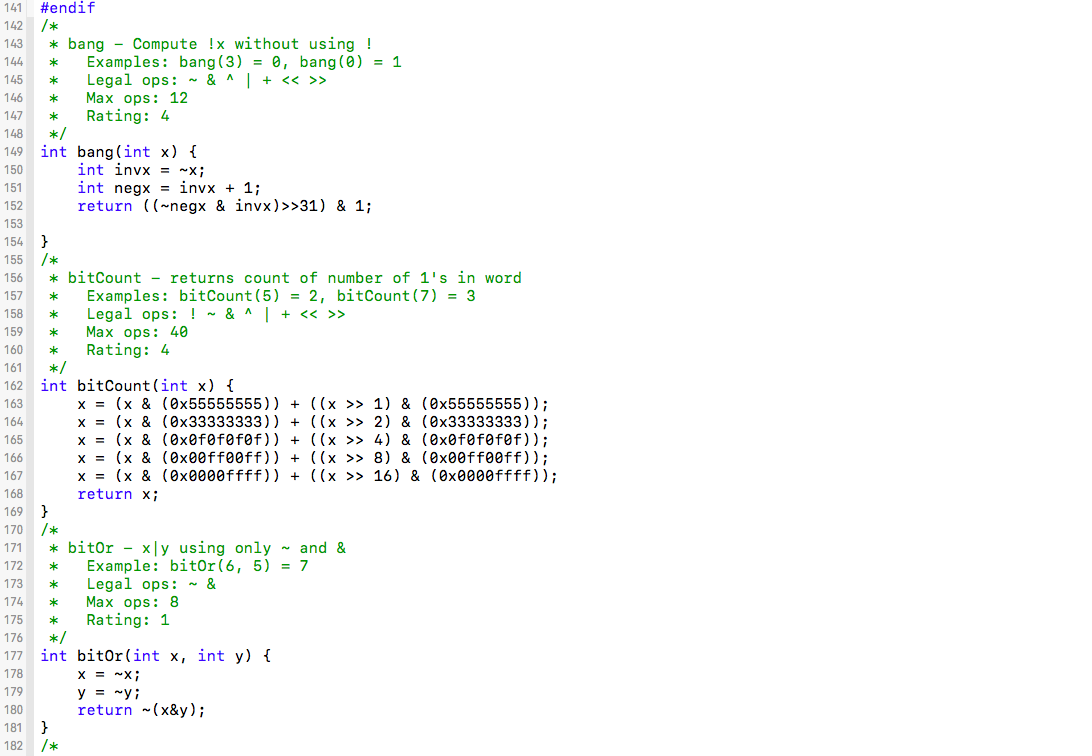 141 #endif
142 /*
143  * bang – Compute !x without using !
144  *   Examples: bang(3) = 0, bang(0) = 1
145  *   Legal ops: ~ & ^ | + << >>
146  *   Max ops: 12
147  *   Rating: 4
148  */
149 int bang(int x) {
150     int invx = ~x;
151     int negx = invx + 1;
152     return ((~negx & invx)>>31) & 1;
153
154 }
155 /*
156  * bitCount – returns count of number of 1's in word
157  *   Examples: bitCount(5) = 2, bitCount(7) = 3
158  *   Legal ops: ! ~ & ^ | + << >>
159  *   Max ops: 40
160  *   Rating: 4
161  */
162 int bitCount(int x) {
163     x = (x & (0x55555555)) + ((x >> 1) & (0x55555555));
164     x = (x & (0x33333333)) + ((x >> 2) & (0x33333333));
165     x = (x & (0x0f0f0f0f)) + ((x >> 4) & (0x0f0f0f0f));
166     x = (x & (0x00ff00ff)) + ((x >> 8) & (0x00ff00ff));
167     x = (x & (0x0000ffff)) + ((x >> 16) & (0x0000ffff));
168     return x;
169 }
170 /*
171  * bitOr – x|y using only ~ and &
172  *   Example: bitOr(6, 5) = 7
173  *   Legal ops: ~ &
174  *   Max ops: 8
175  *   Rating: 1
176  */
177 int bitOr(int x, int y) {
178     x = ~x;
179     y = ~y;
180     return ~(x&y);
181 }
182 /*